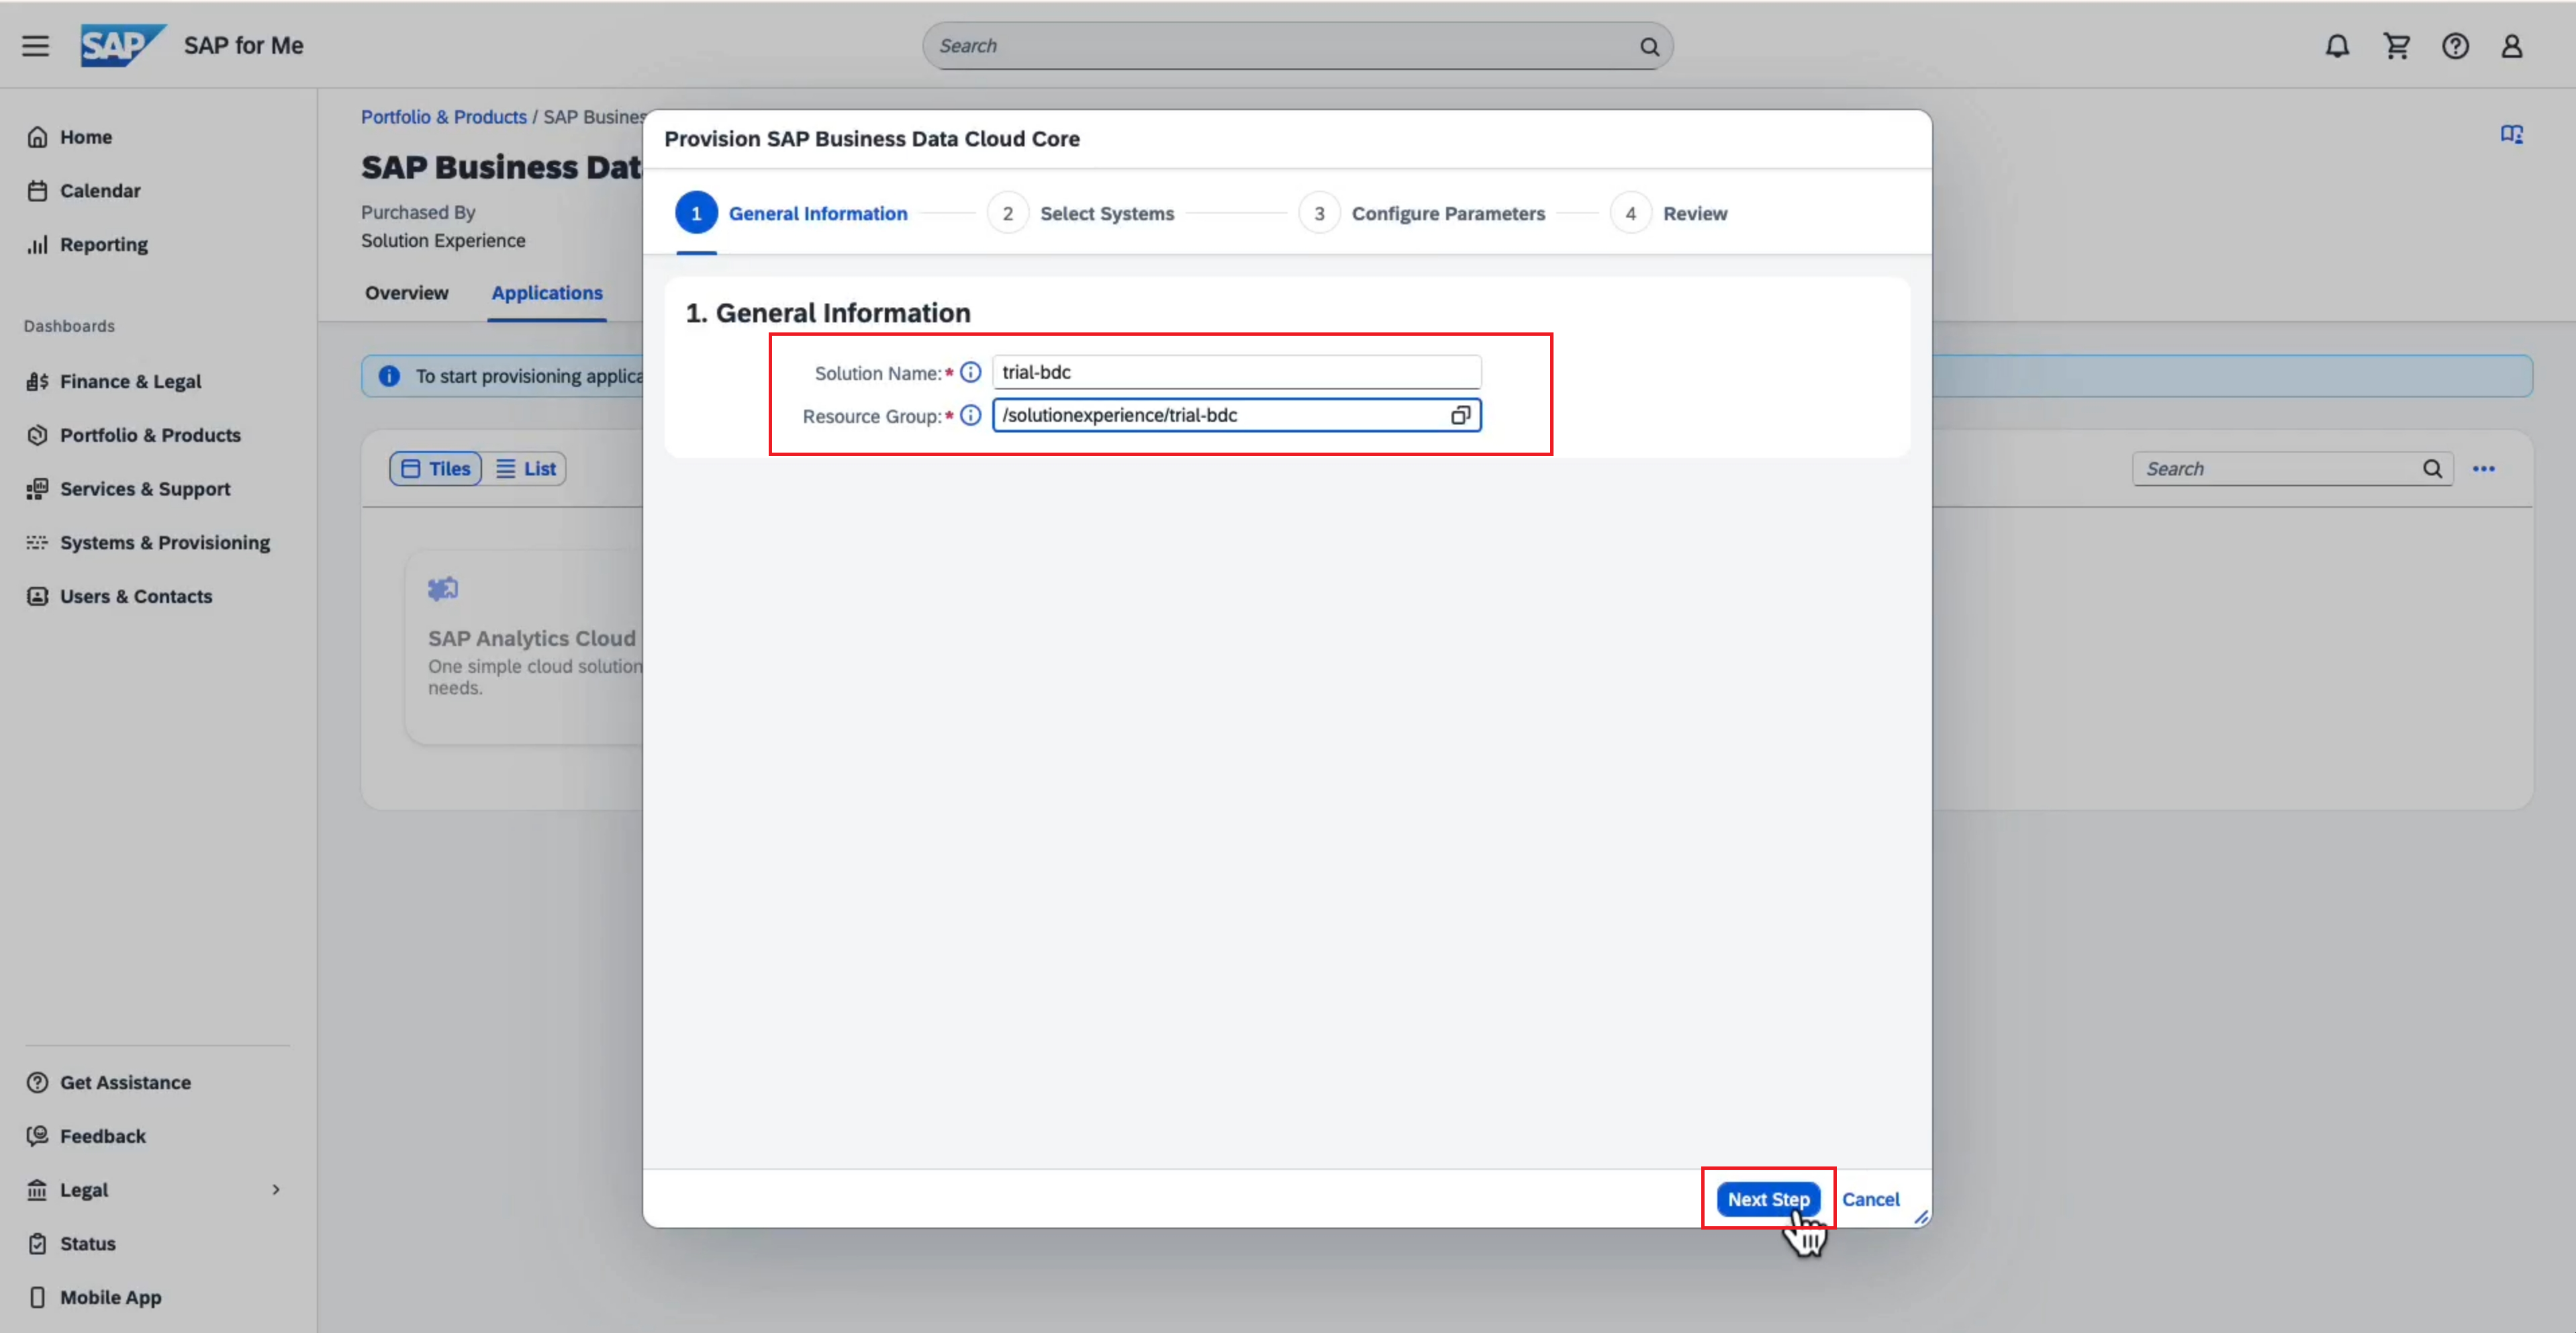 SAP SAP for Me
Search
Home
Calendar
Reporting
Dashboards
Finance & Legal
Portfolio & Products
Services & Support
Systems & Provisioning
Users & Contacts
Get Assistance
Feedback
Legal
Status
Mobile App
Portfolio & Products / SAP Busines
SAP Business Dat
Purchased By
Solution Experience
Overview Applications
To start provisioning applica
Tiles List
Search
SAP Analytics Cloud
One simple cloud solution
needs.
Provision SAP Business Data Cloud Core
1 General Information 2 Select Systems 3 Configure Parameters 4 Review
1. General Information
Solution Name:* trial-bdc
Resource Group:* /solutionexperience/trial-bdc
Next Step Cancel